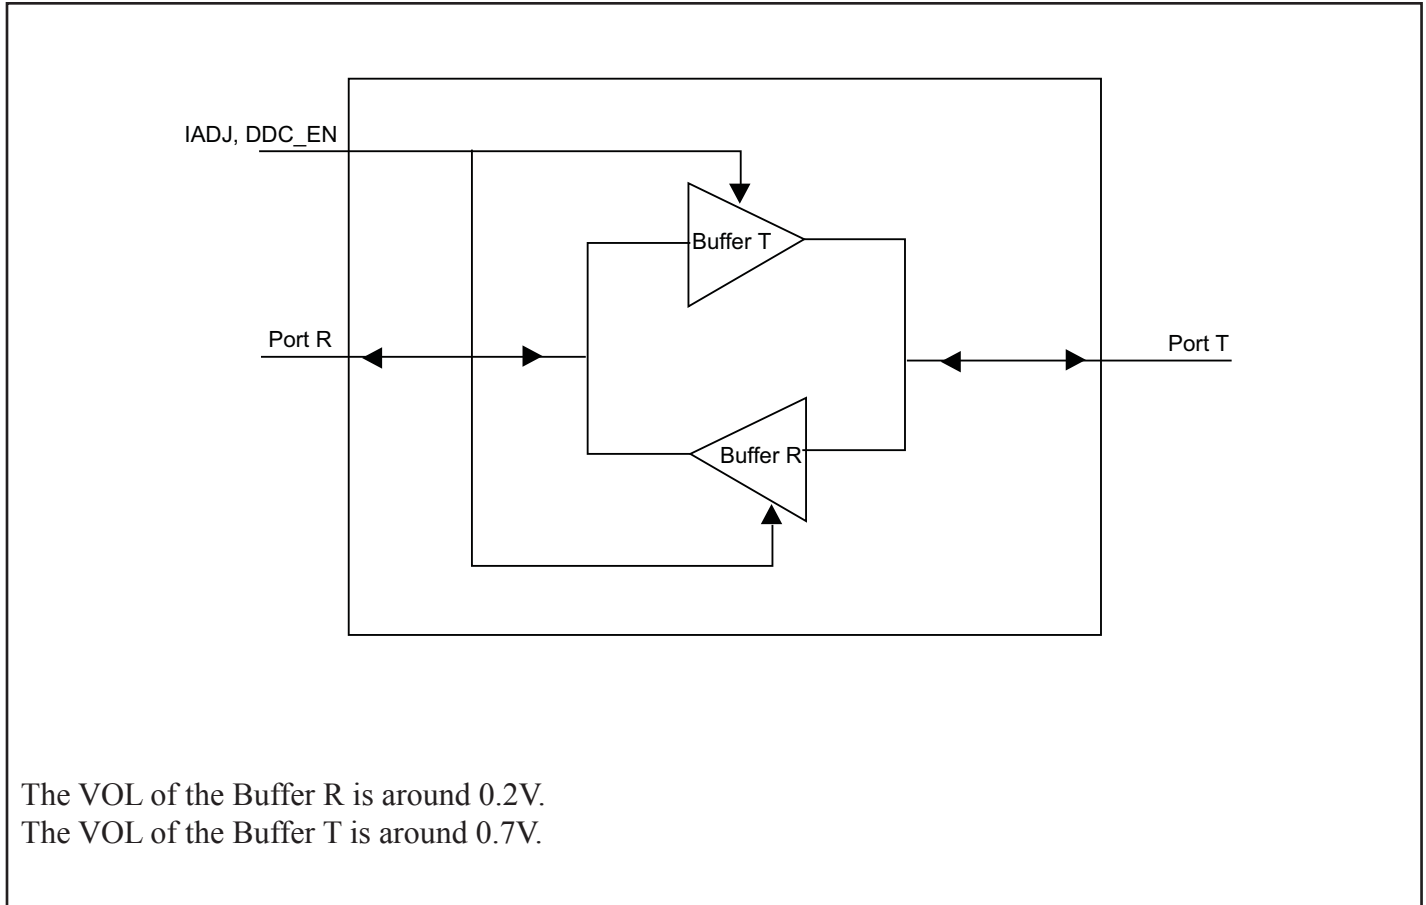 IADJ, DDC_EN
Buffer T
Port R
Port T
Buffer R
The VOL of the Buffer R is around 0.2V.
The VOL of the Buffer T is around 0.7V.